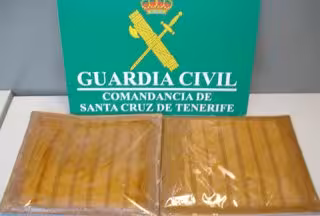 GUARDIA CIVIL
COMANDANCIA DE
SANTA CRUZ DE TENERIFE